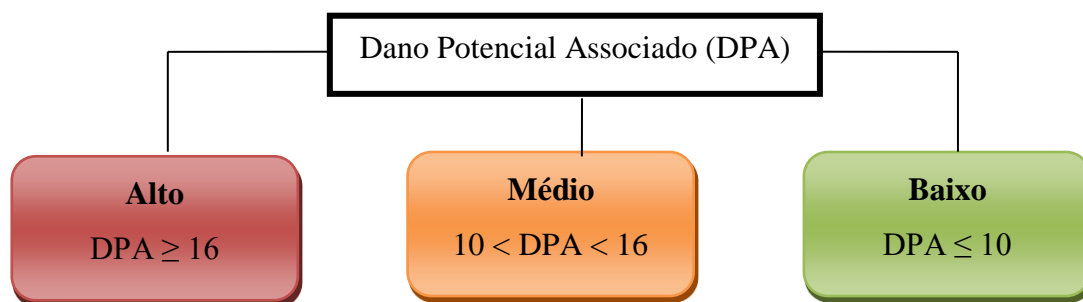 Dano Potencial Associado (DPA)
Alto
DPA ≥ 16
Médio
10 < DPA < 16
Baixo
DPA ≤ 10